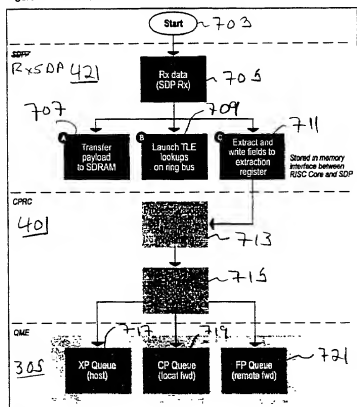 Start
703
SDP
RxSDP 421
Rx data
(SDP Rx)
705
707
709
711
A
Transfer
payload
to SDRAM
B
Launch TLE
lookups
on ring bus
C
Extract and
write fields to
extraction
register
Stored in memory
interface between
RISC Core and SDP
CPRC
401
713
715
QME
305
717
719
721
XP Queue
(host)
CP Queue
(local fwd)
FP Queue
(remote fwd)